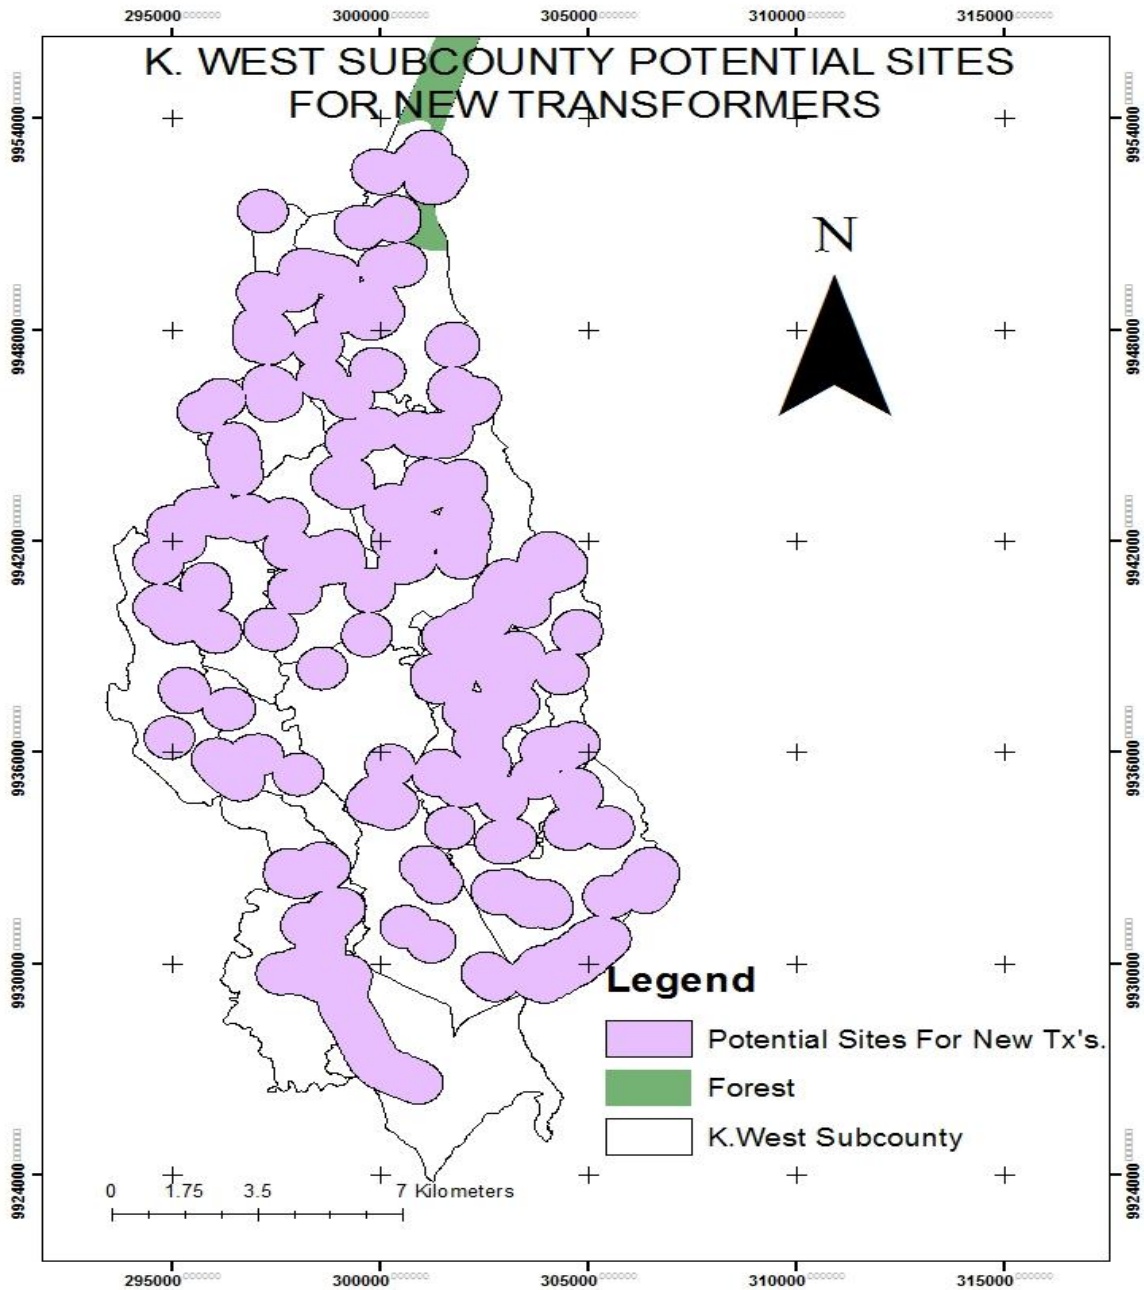 295000 300000 305000 310000 315000
K. WEST SUBCOUNTY POTENTIAL SITES
FOR NEW TRANSFORMERS
9954000 9954000
N
9948000 9948000
9942000 9942000
9936000 9936000
9930000 9930000
Legend
Potential Sites For New Tx's.
Forest
K.West Subcounty
9924000 9924000
0 1.75 3.5 7 Kilometers
295000 300000 305000 310000 315000